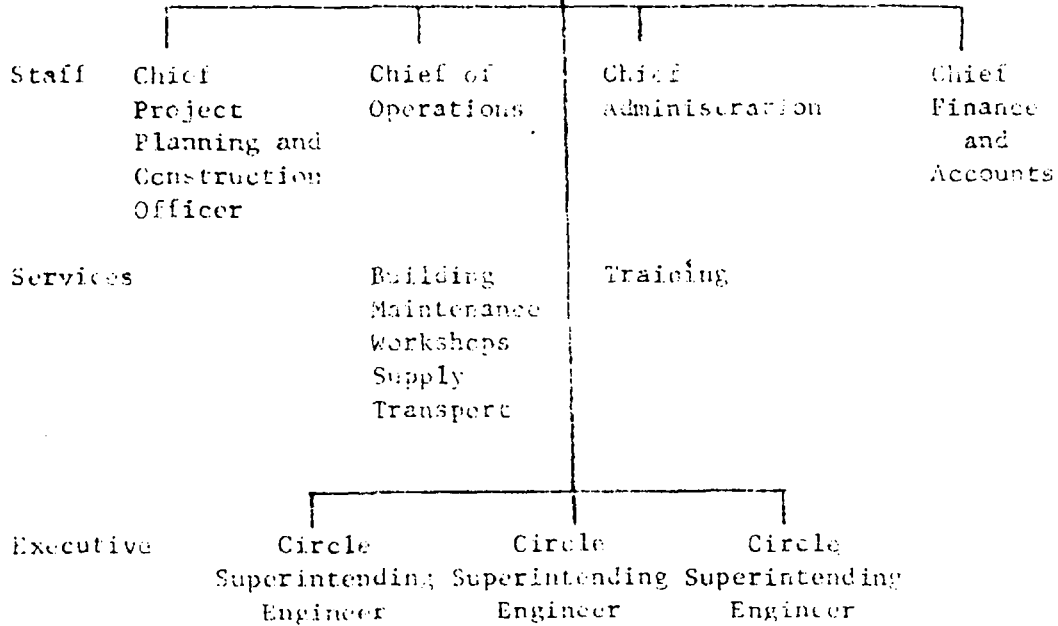 Staff Chief Chief of Chief Chief
Project Operations Administration Finance
Planning and and
Construction Accounts
Officer
Services Building Training
Maintenance
Workshops
Supply
Transport
Executive Circle Circle Circle
Superintending Superintending Superintending
Engineer Engineer Engineer